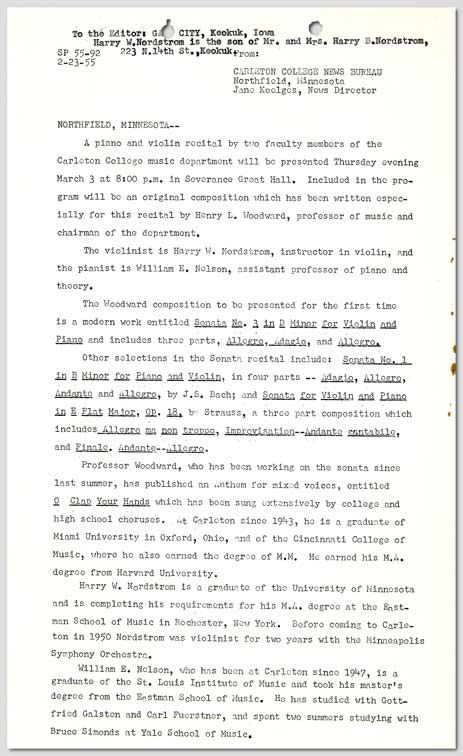 To the Editor: GA CITY, Keokuk, Iowa
Harry W.Nordstrom is the son of Mr. and Mrs. Harry B.Nordstrom,
SP 55-92 223 N.14th St.,Keokuk
From:
2-23-55
CARLETON COLLEGE NEWS BUREAU
Northfield, Minnesota
Jane Keelges, News Director
NORTHFIELD, MINNESOTA--
A piano and violin recital by two faculty members of the
Carleton College music department will be presented Thursday evening
March 3 at 8:00 p.m. in Severance Great Hall. Included in the pro-
gram will be an original composition which has been written espec-
ially for this recital by Henry L. Woodward, professor of music and
chairman of the department.
The violinist is Harry W. Nordstrom, instructor in violin, and
the pianist is William E. Nelson, assistant professor of piano and
theory.
The Woodward composition to be presented for the first time
is a modern work entitled Sonata No. 3 in D Minor for Violin and
Piano and includes three parts, Allegro, Adagio, and Allegro.
Other selections in the Sonata recital include: Sonata No. 1
in B Minor for Piano and Violin, in four parts -- Adagio, Allegro,
Andante and Allegro, by J.S. Bach; and Sonata for Violin and Piano
in E Flat Major, OP. 18, by Strauss, a three part composition which
includes Allegro ma non troppo, Improvisation--Andante cantabile,
and Finale. Andante--Allegro.
Professor Woodward, who has been working on the sonata since
last summer, has published an Anthem for mixed voices, entitled
O Clap Your Hands which has been sung extensively by college and
high school choruses. At Carleton since 1943, he is a graduate of
Miami University in Oxford, Ohio, and of the Cincinnati College of
Music, where he also earned the degree of M.M. He earned his M.A.
degree from Harvard University.
Harry W. Nordstrom is a graduate of the University of Minnesota
and is completing his requirements for his M.A. degree at the East-
man School of Music in Rochester, New York. Before coming to Carle-
ton in 1950 Nordstrom was violinist for two years with the Minneapolis
Symphony Orchestra.
William E. Nelson, who has been at Carleton since 1947, is a
graduate of the St. Louis Institute of Music and took his master's
degree from the Eastman School of Music. He has studied with Gott-
fried Galston and Carl Fuerstner, and spent two summers studying with
Bruce Simonds at Yale School of Music.